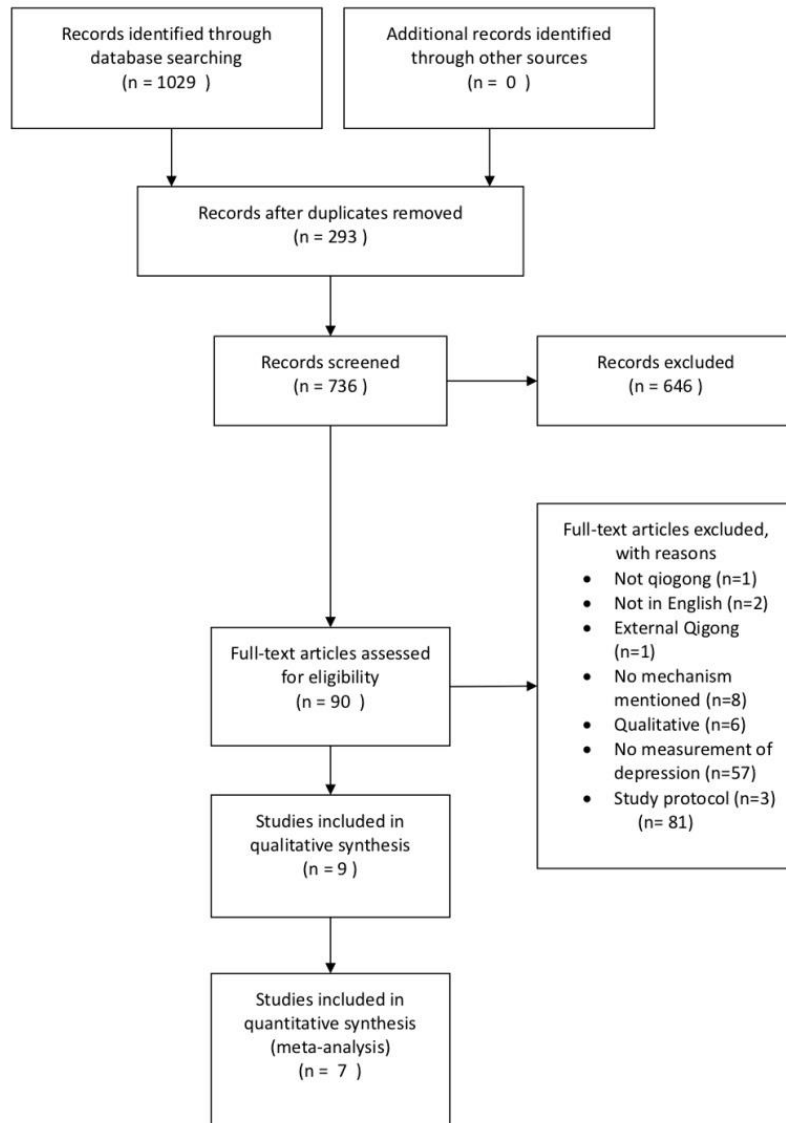 Records identified through
database searching
(n = 1029  )
Additional records identified
through other sources
(n =  0  )
Records after duplicates removed
(n = 293 )
Records screened
(n = 736 )
Records excluded
(n = 646 )
Full-text articles excluded,
with reasons
• Not qiogong (n=1)
• Not in English (n=2)
• External Qigong
(n=1)
• No mechanism
mentioned (n=8)
• Qualitative (n=6)
• No measurement of
depression (n=57)
• Study protocol (n=3)
(n= 81)
Full-text articles assessed
for eligibility
(n = 90  )
Studies included in
qualitative synthesis
(n = 9 )
Studies included in
quantitative synthesis
(meta-analysis)
(n =  7  )